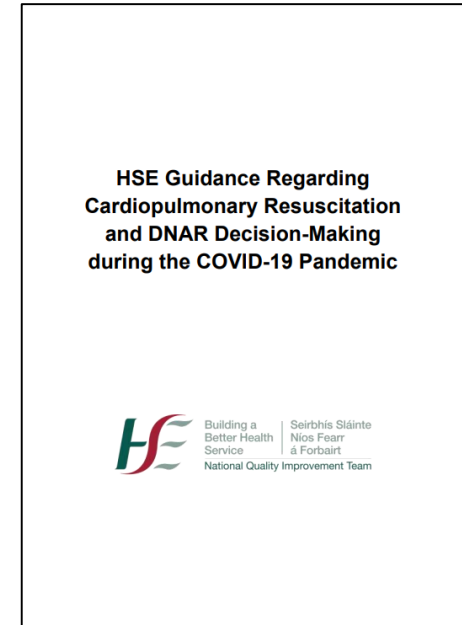 HSE Guidance Regarding
Cardiopulmonary Resuscitation
and DNAR Decision-Making
during the COVID-19 Pandemic
HSE
Building a
Better Health
Service
Seirbhís Sláinte
Níos Fearr
á Forbairt
National Quality Improvement Team